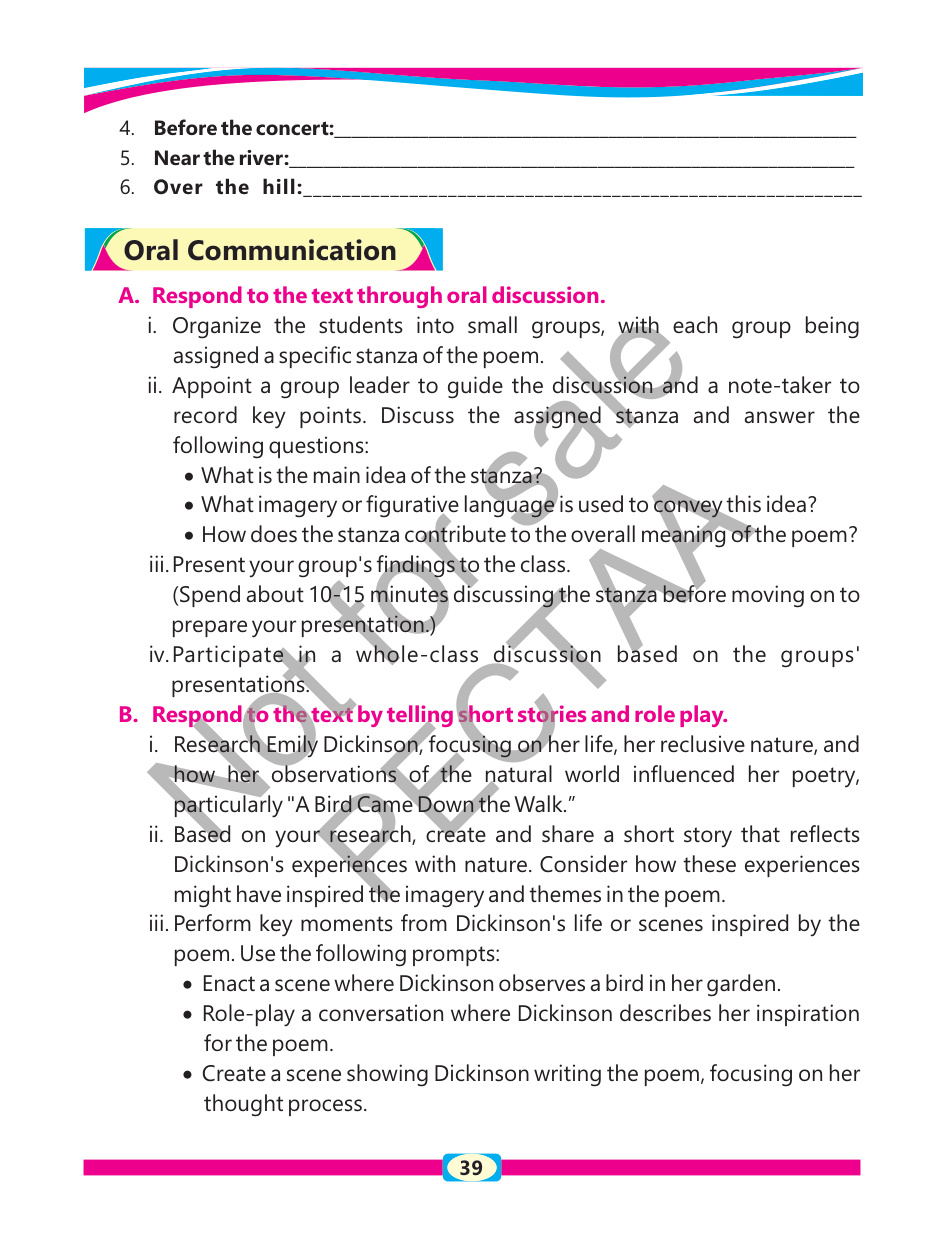 4. Before the concert:____________________________________________
5. Near the river:________________________________________________
6. Over the hill:________________________________________________
Oral Communication
A. Respond to the text through oral discussion.
i. Organize the students into small groups, with each group being
assigned a specific stanza of the poem.
ii. Appoint a group leader to guide the discussion and a note-taker to
record key points. Discuss the assigned stanza and answer the
following questions:
• What is the main idea of the stanza?
• What imagery or figurative language is used to convey this idea?
• How does the stanza contribute to the overall meaning of the poem?
iii. Present your group's findings to the class.
(Spend about 10-15 minutes discussing the stanza before moving on to
prepare your presentation.)
iv. Participate in a whole-class discussion based on the groups'
presentations.
B. Respond to the text by telling short stories and role play.
i. Research Emily Dickinson, focusing on her life, her reclusive nature, and
how her observations of the natural world influenced her poetry,
particularly "A Bird Came Down the Walk.”
ii. Based on your research, create and share a short story that reflects
Dickinson's experiences with nature. Consider how these experiences
might have inspired the imagery and themes in the poem.
iii. Perform key moments from Dickinson's life or scenes inspired by the
poem. Use the following prompts:
• Enact a scene where Dickinson observes a bird in her garden.
• Role-play a conversation where Dickinson describes her inspiration
for the poem.
• Create a scene showing Dickinson writing the poem, focusing on her
thought process.
39
Not for sale
PECTAA